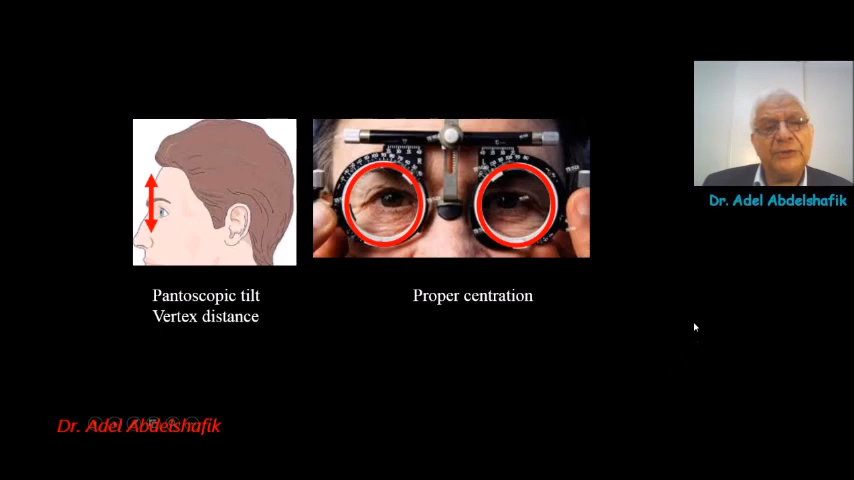 Pantoscopic tilt
Vertex distance
Proper centration
Dr. Adel Abdelshafik
Dr. Adel Abdelshafik